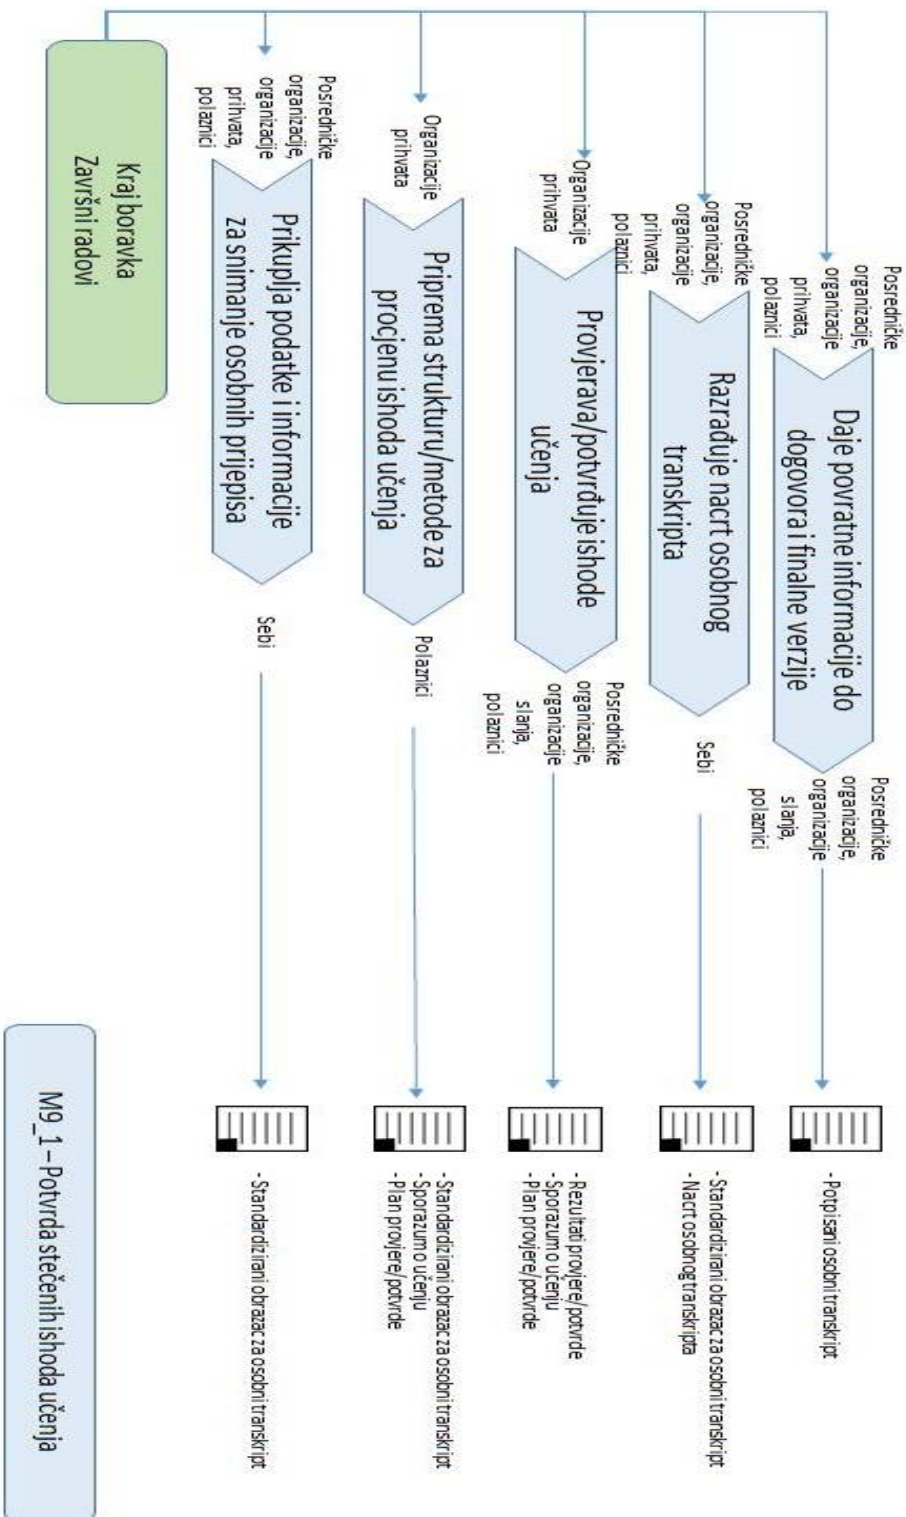 Posredničke
organizacije,
organizacije
prihvata,
polaznici
Daje povratne informacije do
dogovora i finalne verzije
Posredničke
organizacije,
organizacije
slanja,
polaznici
- Potpisani osobni transkript
Posredničke
organizacije,
organizacije
prihvata,
polaznici
Razrađuje nacrt osobnog
transkripta
Sebi
- Standardizirani obrazac za osobni transkript
- Nacrt osobnog transkripta
Organizacije
prihvata
Provjerava/potvrđuje ishode
učenja
Posredničke
organizacije,
organizacije
slanja,
polaznici
- Rezultati provjere/potvrde
- Sporazum o učenju
- Plan provjere/potvrde
Organizacije
prihvata
Priprema strukturu/metode za
procjenu ishoda učenja
Polaznici
- Standardizirani obrazac za osobni transkript
- Sporazum o učenju
- Plan provjere/potvrde
Posredničke
organizacije,
organizacije
prihvata,
polaznici
Prikuplja podatke i informacije
za snimanje osobnih prijepisa
Sebi
- Standardizirani obrazac za osobni transkript
Kraj boravka
Završni radovi
M9_1 – Potvrda stečenih ishoda učenja